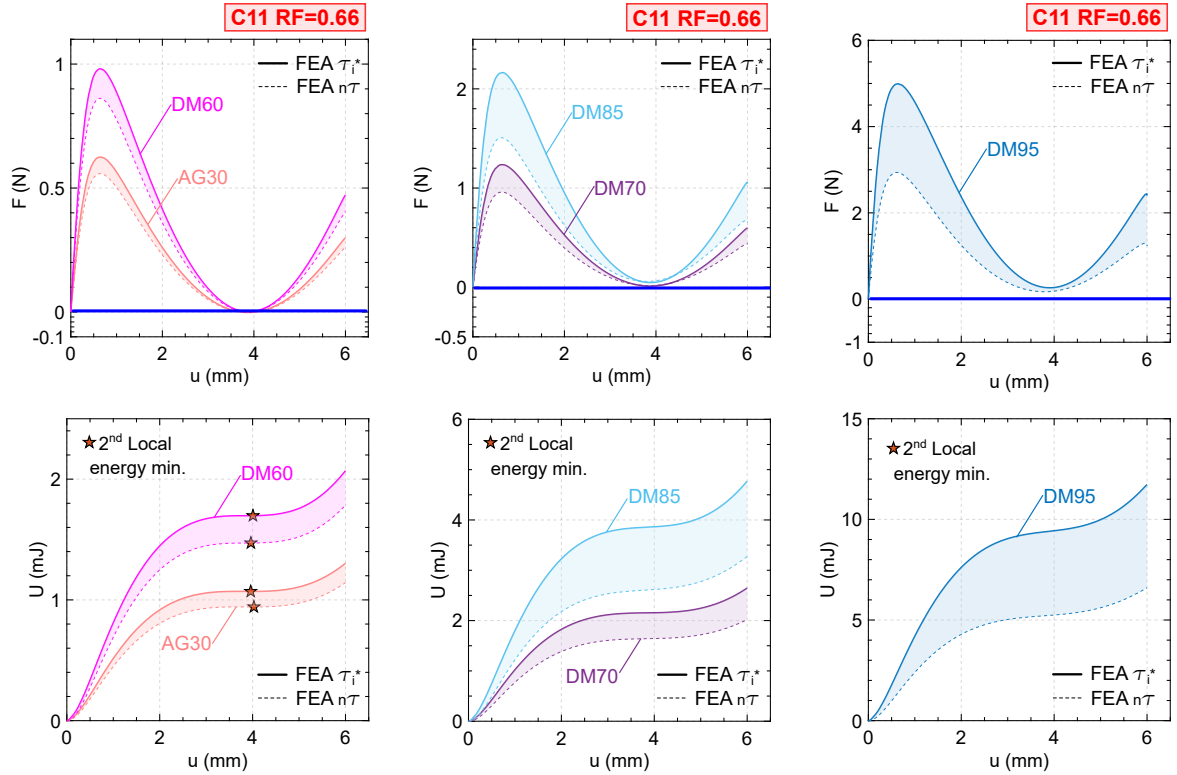 C11 RF=0.66
FEA τi*
FEA nτ
DM60
AG30
F (N)
1
0.5
0
-0.1
0 2 4 6
u (mm)
C11 RF=0.66
FEA τi*
FEA nτ
DM85
DM70
F (N)
2
1
0
-0.5
0 2 4 6
u (mm)
C11 RF=0.66
FEA τi*
FEA nτ
DM95
F (N)
6
4
2
0
-1
0 2 4 6
u (mm)
2nd Local
energy min.
DM60
AG30
FEA τi*
FEA nτ
U (mJ)
2
1
0
0 2 4 6
u (mm)
2nd Local
energy min.
DM85
DM70
FEA τi*
FEA nτ
U (mJ)
6
4
2
0
0 2 4 6
u (mm)
2nd Local
energy min.
DM95
FEA τi*
FEA nτ
U (mJ)
15
10
5
0
0 2 4 6
u (mm)